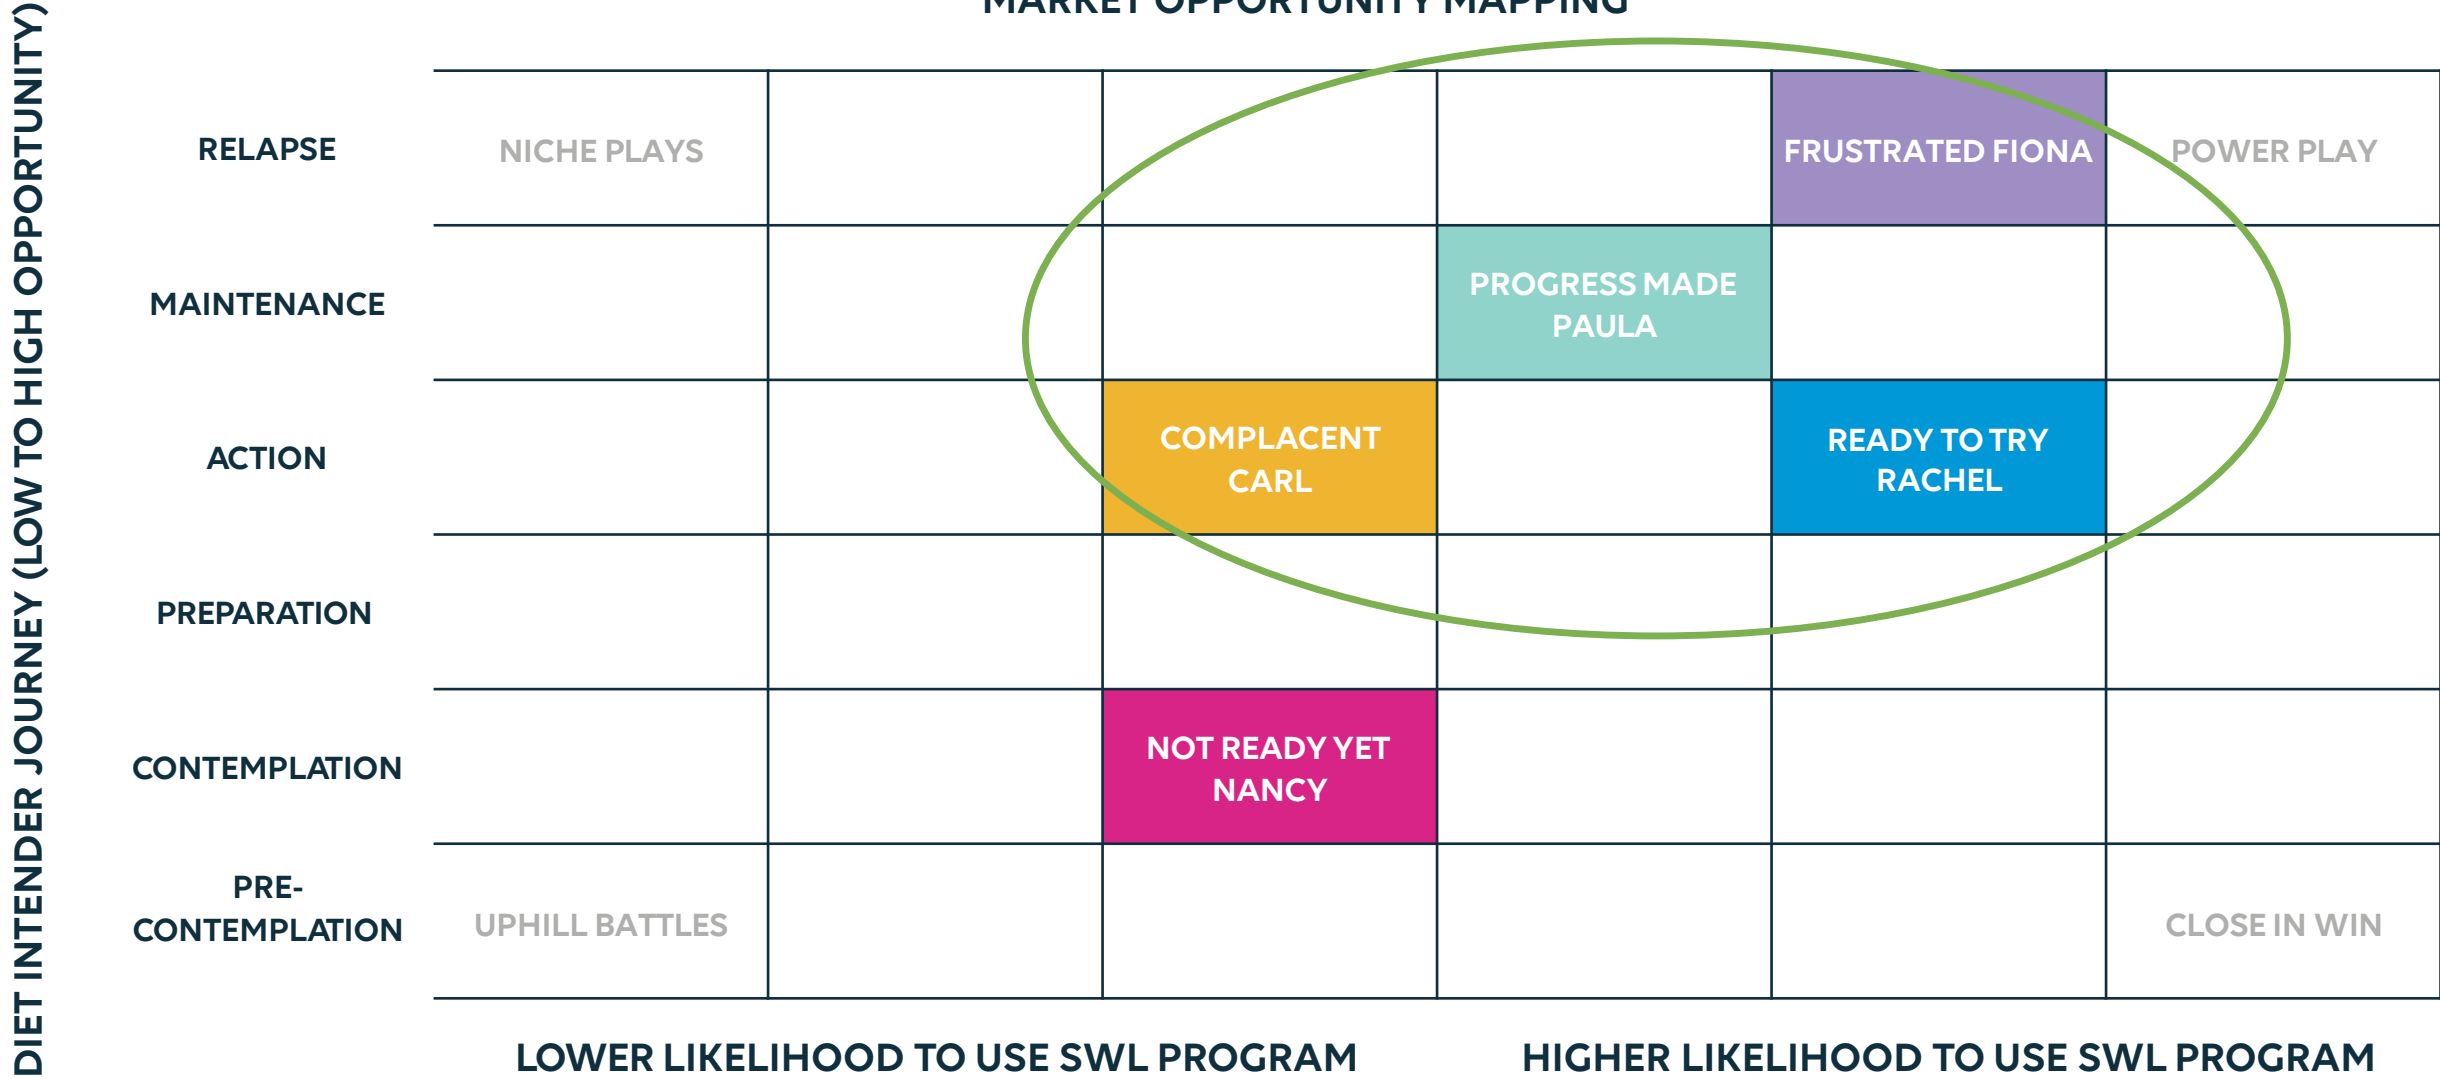 MARKET OPPORTUNITY MAPPING
DIET INTENDER JOURNEY (LOW TO HIGH OPPORTUNITY)
RELAPSE
NICHE PLAYS
FRUSTRATED FIONA
POWER PLAY
MAINTENANCE
PROGRESS MADE
PAULA
ACTION
COMPLACENT
CARL
READY TO TRY
RACHEL
PREPARATION
CONTEMPLATION
NOT READY YET
NANCY
PRE-
CONTEMPLATION
UPHILL BATTLES
CLOSE IN WIN
LOWER LIKELIHOOD TO USE SWL PROGRAM
HIGHER LIKELIHOOD TO USE SWL PROGRAM